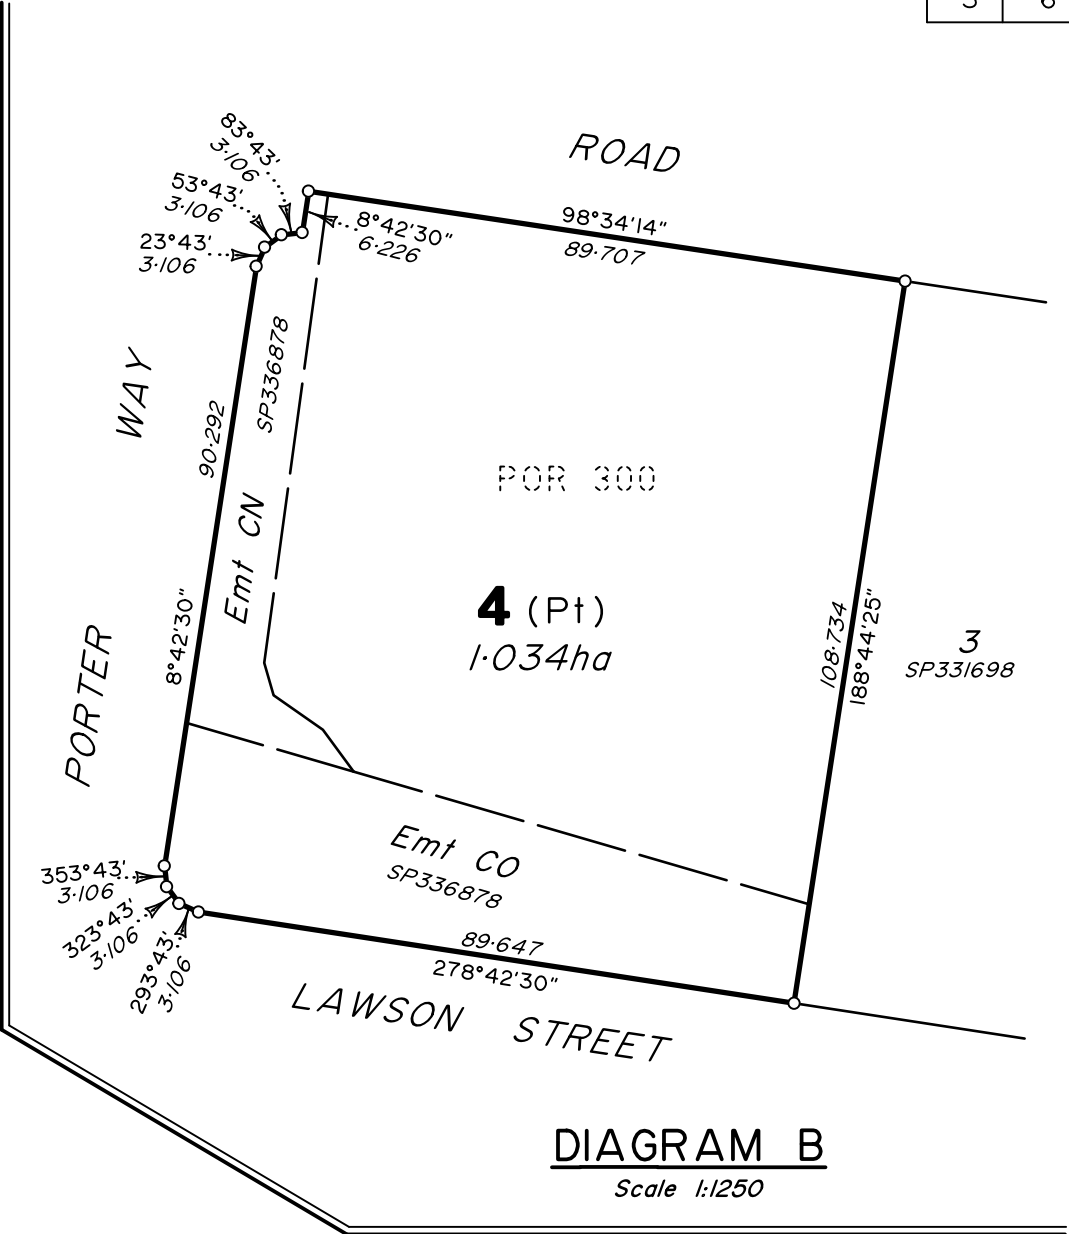 ROAD
83°43'
3·106
53°43'
3·106
23°43'
3·106
8°42'30"
6·226
98°34'14"
89·707
WAY
PORTER
90·292
8°42'30"
SP336878
Emt CN
POR 300
4 (Pt)
1·034ha
108·734
188°44'25"
3
SP331698
Emt CO
SP336878
353°43'
3·106
323°43'
3·106
293°43'
3·106
89·647
278°42'30"
LAWSON STREET
DIAGRAM B
Scale 1:1250